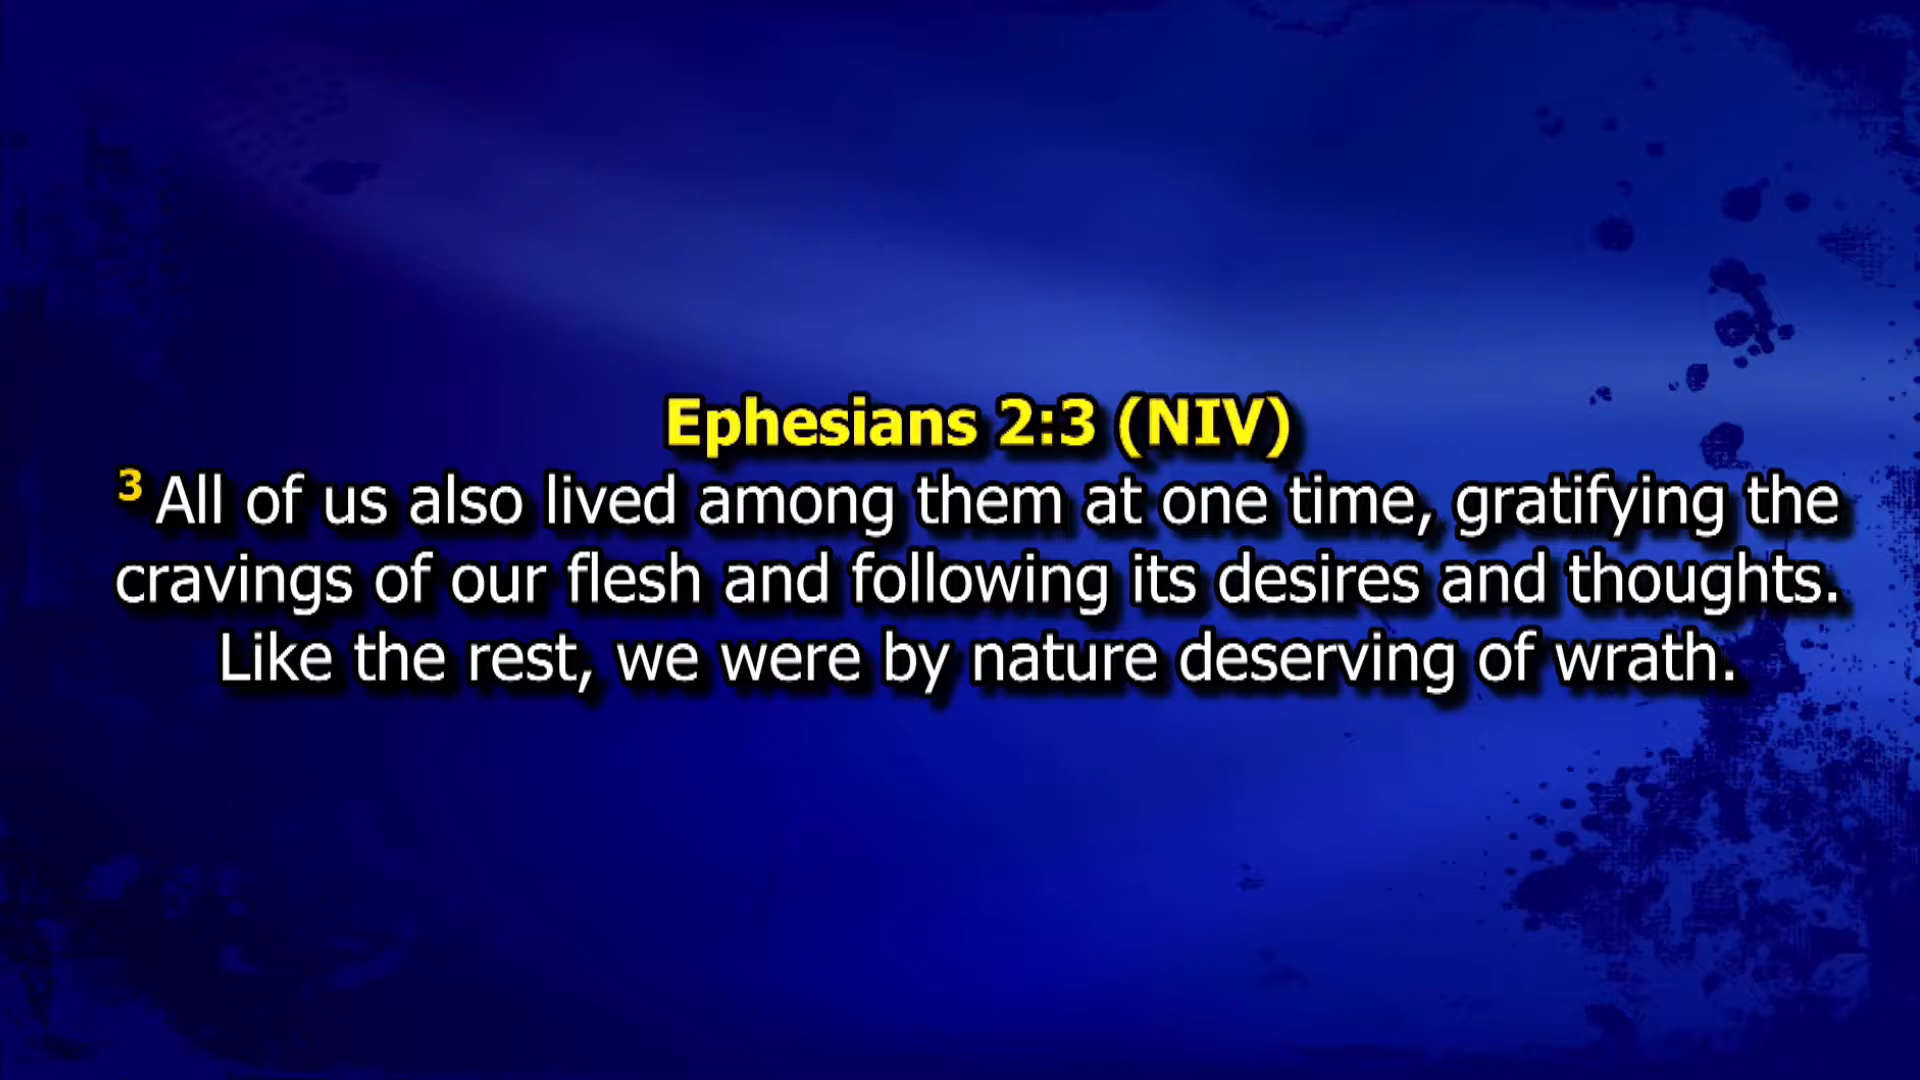 Ephesians 2:3 (NIV)
3 All of us also lived among them at one time, gratifying the
cravings of our flesh and following its desires and thoughts.
Like the rest, we were by nature deserving of wrath.